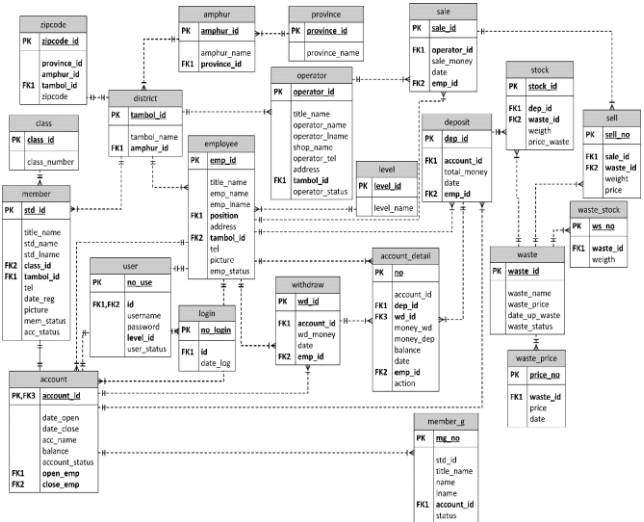 zipcode
PK zipcode_id
province_id
amphur_id
FK1 tambol_id
zipcode
amphur
PK amphur_id
amphur_name
FK1 province_id
province
PK province_id
province_name
sale
PK sale_id
FK1 operator_id
sale_money
date
FK2 emp_id
class
PK class_id
class_number
district
PK tambol_id
tambol_name
FK1 amphur_id
operator
PK operator_id
title_name
operator_name
operator_lname
shop_name
operator_tel
address
FK1 tambol_id
operator_status
stock
PK stock_id
FK1 dep_id
FK2 waste_id
weigth
price_waste
employee
PK emp_id
title_name
emp_name
emp_lname
FK1 position
address
FK2 tambol_id
tel
picture
emp_status
deposit
PK dep_id
FK1 account_id
total_money
date
FK2 emp_id
sell
PK sell_no
FK1 sale_id
FK2 waste_id
weight
price
level
PK level_id
level_name
member
PK std_id
title_name
std_name
std_lname
FK2 class_id
FK1 tambol_id
tel
date_reg
picture
mem_status
acc_status
waste_stock
PK ws_no
FK1 waste_id
weigth
user
PK no_use
FK1,FK2 id
username
password
level_id
user_status
login
PK no_login
FK1 id
date_log
withdraw
PK wd_id
FK1 account_id
wd_money
date
FK2 emp_id
account_detail
PK no
account_id
FK1 dep_id
FK3 wd_id
money_wd
money_dep
balance
date
FK2 emp_id
action
waste
PK waste_id
waste_name
waste_price
date_up_waste
waste_status
waste_price
PK price_no
FK1 waste_id
price
date
account
PK,FK3 account_id
date_open
date_close
acc_name
balance
account_status
FK1 open_emp
FK2 close_emp
member_g
PK mg_no
std_id
title_name
name
lname
FK1 account_id
status